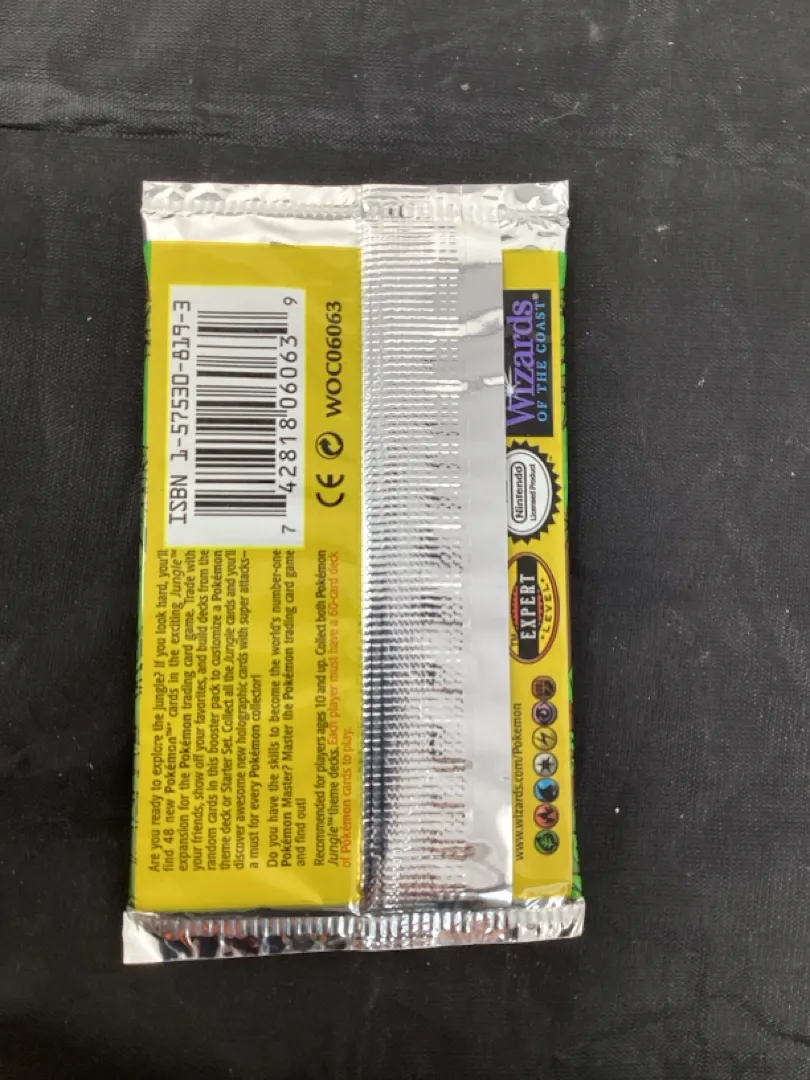 Are you ready to explore the jungle? If you look hard, you'll
find 48 new Pokémon™* cards in the exciting Jungle™
expansion for the Pokémon trading card game. Trade with
your friends, show off your favorites, and build decks from the
random cards in this booster pack to customize a Pokémon
theme deck or Starter Set. Collect all the Jungle cards and you'll
discover awesome new holographic cards with super attacks—
a must for every Pokémon collector!
Do you have the skills to become the world's number-one
Pokémon Master? Master the Pokémon trading card game
and find out!
Recommended for players ages 10 and up. Collect both Pokémon
Jungle™ theme decks. Each player must have a 60-card deck
of Pokémon cards to play.
ISBN 1-57530-819-3
7 42818 06063 9
CE WOC06063
www.wizards.com/Pokemon
EXPERT
LEVEL
TM
Nintendo
Licensed Product
Wizards®
OF THE COAST